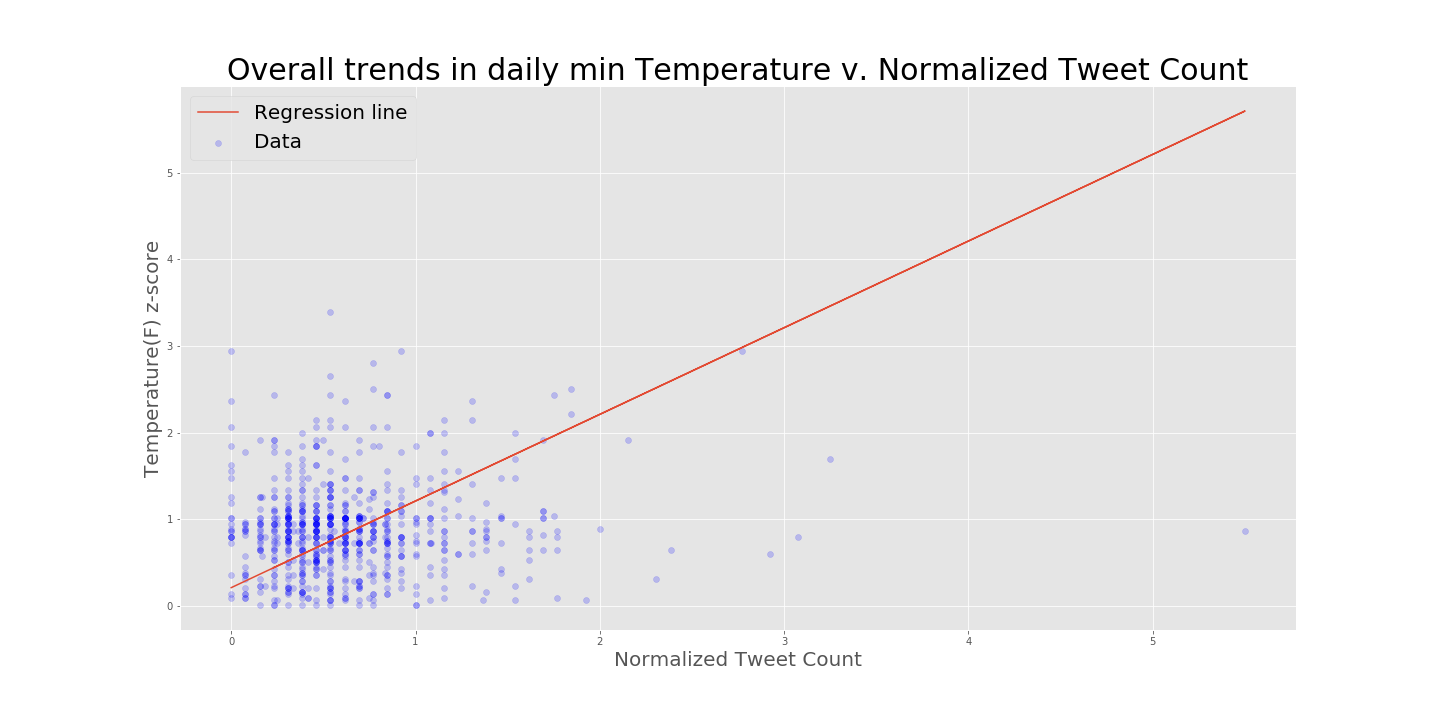 Overall trends in daily min Temperature v. Normalized Tweet Count
Regression line
Data
5
4
3
2
1
0
Temperature(F) z-score
0 1 2 3 4 5
Normalized Tweet Count